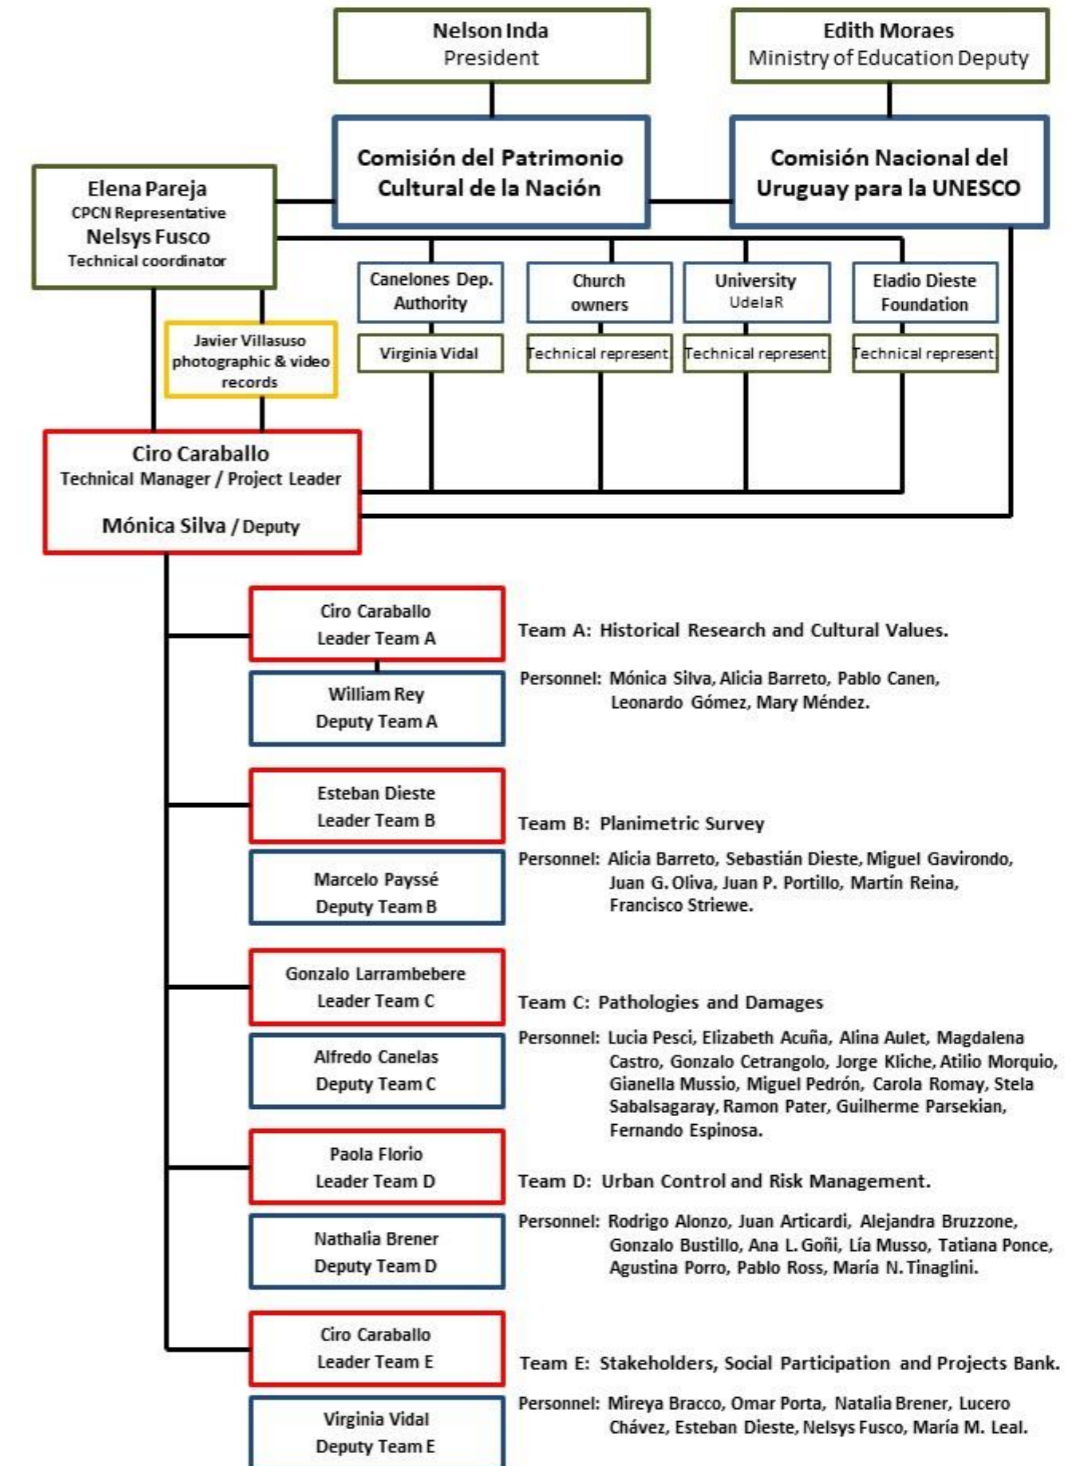 Nelson Inda
President
Edith Moraes
Ministry of Education Deputy
Comisión del Patrimonio
Cultural de la Nación
Comisión Nacional del
Uruguay para la UNESCO
Elena Pareja
CPCN Representative
Nelsys Fusco
Technical coordinator
Canelones Dep.
Authority
Church
owners
University
UdelaR
Eladio Dieste
Foundation
Javier Villasuso
photographic & video
records
Virginia Vidal
Technical represent.
Technical represent.
Technical represent.
Ciro Caraballo
Technical Manager / Project Leader
Mónica Silva / Deputy
Ciro Caraballo
Leader Team A
Team A: Historical Research and Cultural Values.
William Rey
Deputy Team A
Personnel: Mónica Silva, Alicia Barreto, Pablo Canen,
Leonardo Gómez, Mary Méndez.
Esteban Dieste
Leader Team B
Team B: Planimetric Survey
Marcelo Payssé
Deputy Team B
Personnel: Alicia Barreto, Sebastián Dieste, Miguel Gavirondo,
Juan G. Oliva, Juan P. Portillo, Martín Reina,
Francisco Striewe.
Gonzalo Larrambebere
Leader Team C
Team C: Pathologies and Damages
Alfredo Canelas
Deputy Team C
Personnel: Lucia Pesci, Elizabeth Acuña, Alina Aulet, Magdalena
Castro, Gonzalo Cetrangolo, Jorge Kliche, Atilio Morquio,
Gianella Mussio, Miguel Pedrón, Carola Romay, Stela
Sabalsagaray, Ramon Pater, Guilherme Parsekian,
Fernando Espinosa.
Paola Florio
Leader Team D
Team D: Urban Control and Risk Management.
Nathalia Brener
Deputy Team D
Personnel: Rodrigo Alonzo, Juan Articardi, Alejandra Bruzzone,
Gonzalo Bustillo, Ana L. Goñi, Lía Musso, Tatiana Ponce,
Agustina Porro, Pablo Ross, María N. Tinaglini.
Ciro Caraballo
Leader Team E
Team E: Stakeholders, Social Participation and Projects Bank.
Virginia Vidal
Deputy Team E
Personnel: Mireya Bracco, Omar Porta, Natalia Brener, Lucero
Chávez, Esteban Dieste, Nelsys Fusco, María M. Leal.